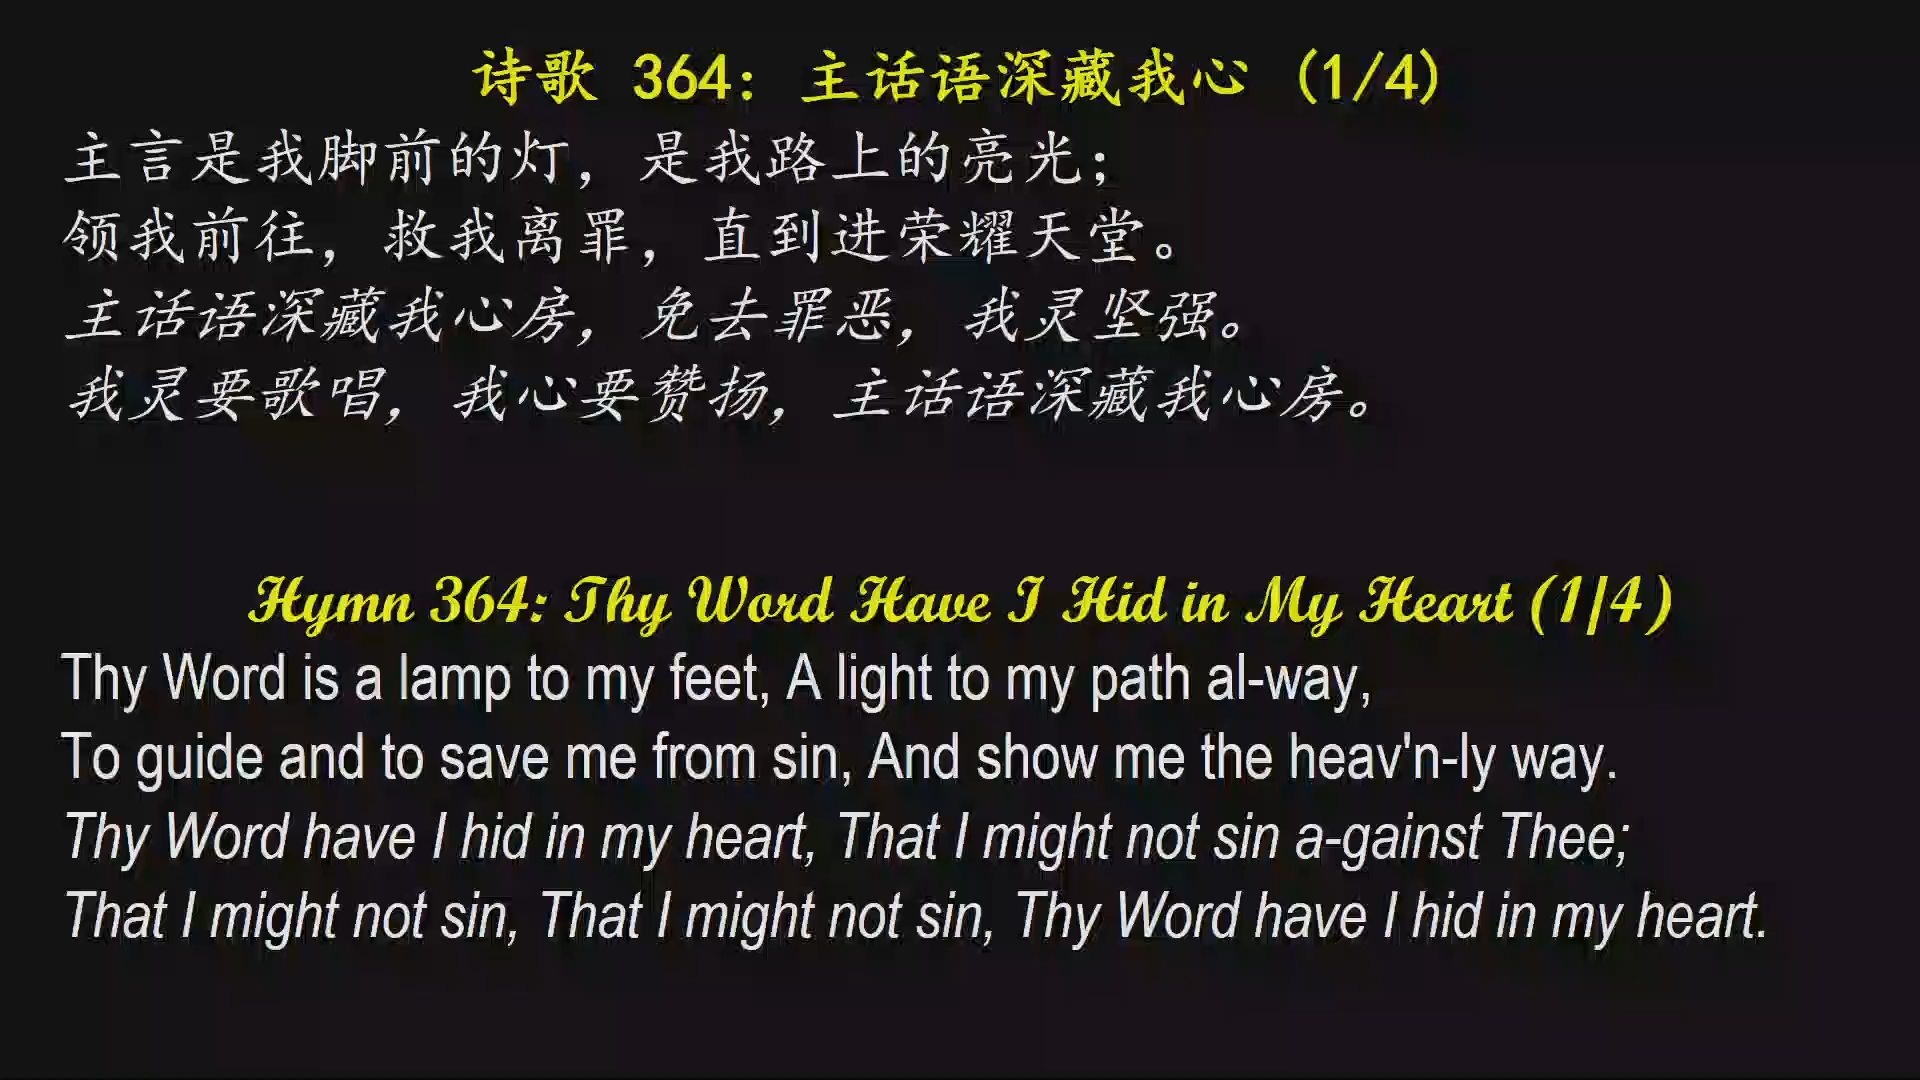 诗歌 364：主话语深藏我心 (1/4)
主言是我脚前的灯，是我路上的亮光；
领我前往，救我离罪，直到进荣耀天堂。
主话语深藏我心房，免去罪恶，我灵坚强。
我灵要歌唱，我心要赞扬，主话语深藏我心房。
Hymn 364: Thy Word Have I Hid in My Heart (1/4)
Thy Word is a lamp to my feet, A light to my path al-way,
To guide and to save me from sin, And show me the heav'n-ly way.
Thy Word have I hid in my heart, That I might not sin a-gainst Thee;
That I might not sin, That I might not sin, Thy Word have I hid in my heart.